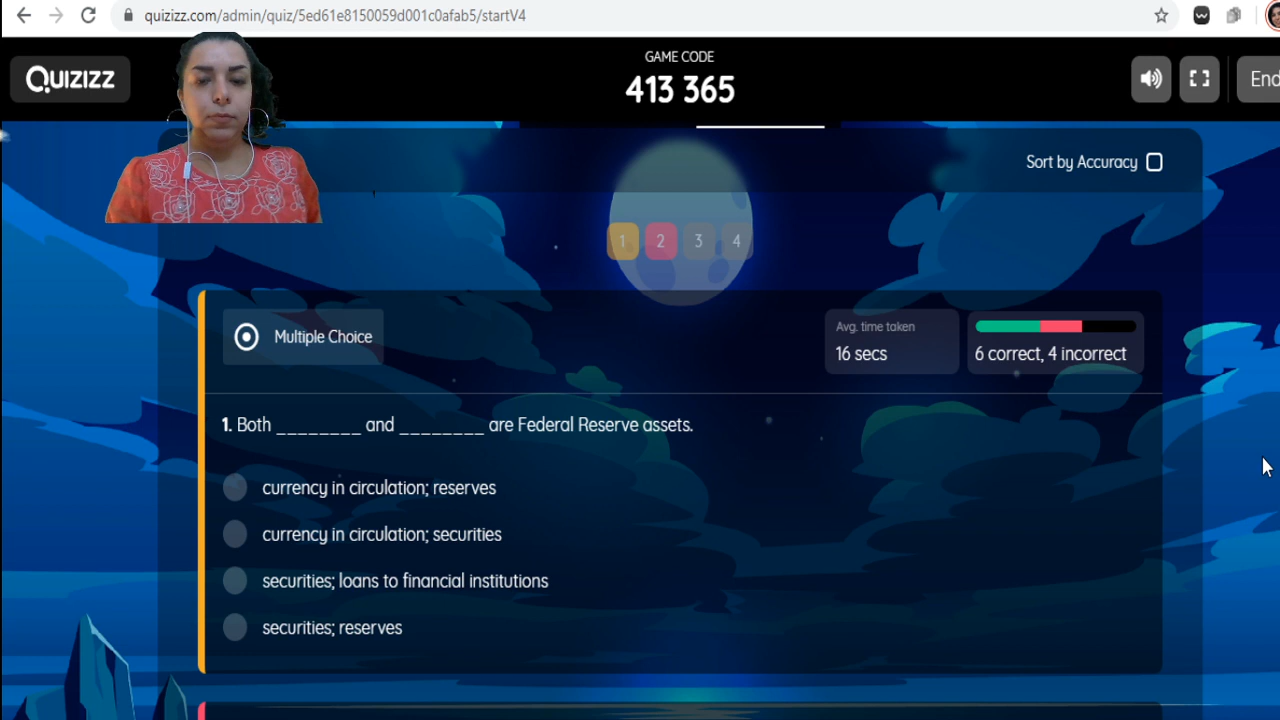 quizizz.com/admin/quiz/5ed61e8150059d001c0afab5/startV4
QUIZIZZ
GAME CODE
413 365
End
Sort by Accuracy
1 2 3 4
Multiple Choice
Avg. time taken
16 secs
6 correct, 4 incorrect
1. Both ________ and ________ are Federal Reserve assets.
currency in circulation; reserves
currency in circulation; securities
securities; loans to financial institutions
securities; reserves